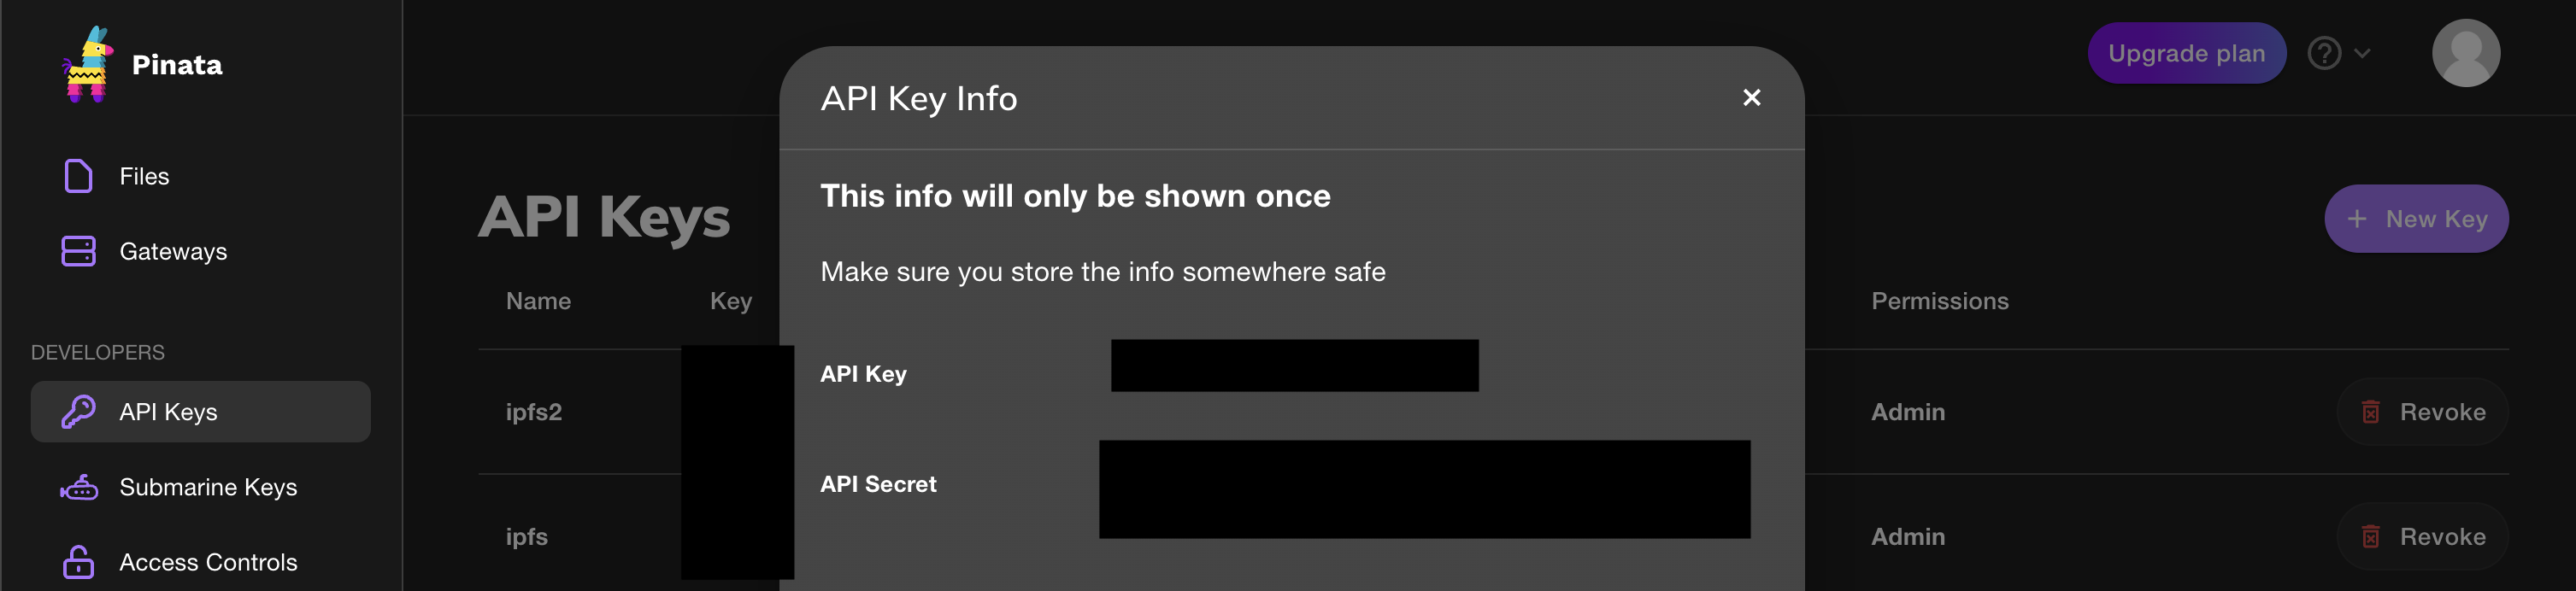 Pinata
Files
Gateways
DEVELOPERS
API Keys
Submarine Keys
Access Controls
Upgrade plan
?
API Keys
+ New Key
Name Key Permissions
ipfs2 Admin Revoke
ipfs Admin Revoke
API Key Info
This info will only be shown once
Make sure you store the info somewhere safe
API Key
API Secret